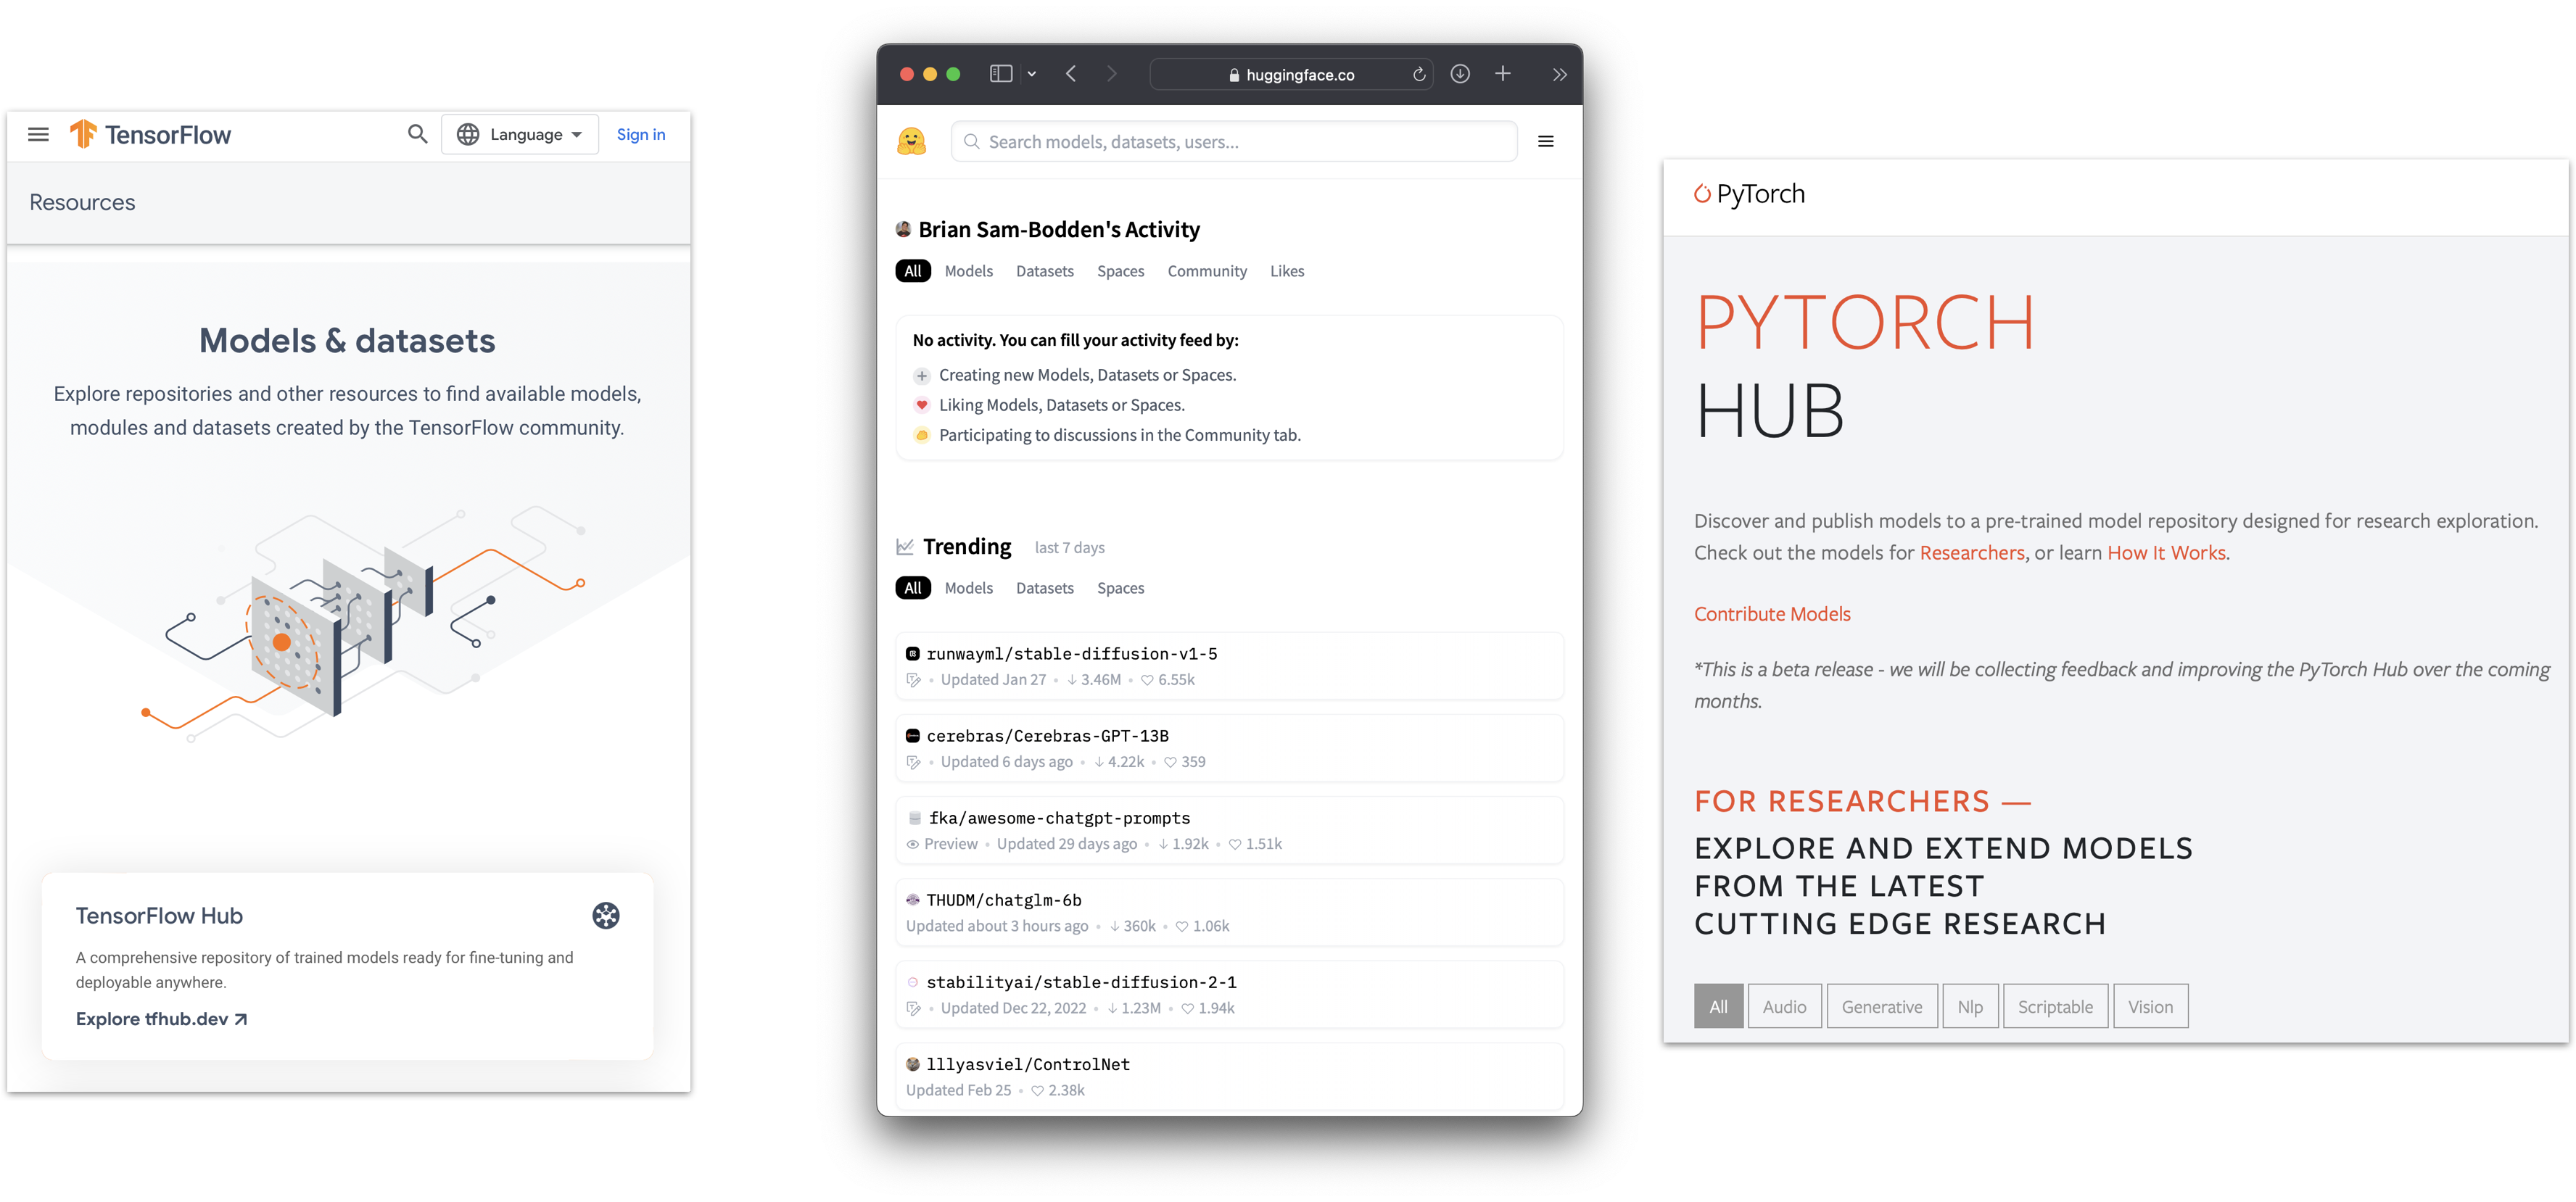 TensorFlow
Language
Sign in
Resources
Models & datasets
Explore repositories and other resources to find available models,
modules and datasets created by the TensorFlow community.
TensorFlow Hub
A comprehensive repository of trained models ready for fine-tuning and
deployable anywhere.
Explore tfhub.dev
huggingface.co
Search models, datasets, users...
Brian Sam-Bodden's Activity
All Models Datasets Spaces Community Likes
No activity. You can fill your activity feed by:
Creating new Models, Datasets or Spaces.
Liking Models, Datasets or Spaces.
Participating to discussions in the Community tab.
Trending last 7 days
All Models Datasets Spaces
runwayml/stable-diffusion-v1-5
• Updated Jan 27 • ↓ 3.46M • ♡ 6.55k
cerebras/Cerebras-GPT-13B
• Updated 6 days ago • ↓ 4.22k • ♡ 359
fka/awesome-chatgpt-prompts
Preview • Updated 29 days ago • ↓ 1.92k • ♡ 1.51k
THUDM/chatglm-6b
Updated about 3 hours ago • ↓ 360k • ♡ 1.06k
stabilityai/stable-diffusion-2-1
• Updated Dec 22, 2022 • ↓ 1.23M • ♡ 1.94k
lllyasviel/ControlNet
Updated Feb 25 • ♡ 2.38k
PyTorch
PYTORCH
HUB
Discover and publish models to a pre-trained model repository designed for research exploration.
Check out the models for Researchers, or learn How It Works.
Contribute Models
*This is a beta release - we will be collecting feedback and improving the PyTorch Hub over the coming
months.
FOR RESEARCHERS —
EXPLORE AND EXTEND MODELS
FROM THE LATEST
CUTTING EDGE RESEARCH
All Audio Generative Nlp Scriptable Vision